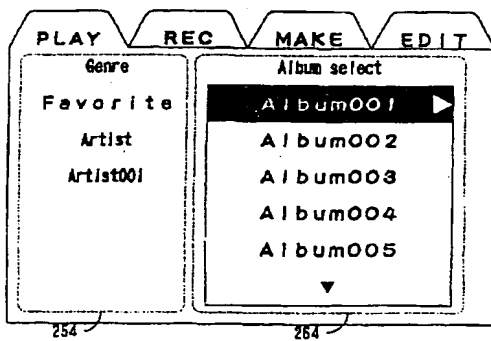 PLAY REC MAKE EDIT
Genre
Favorite
Artist
Artist001
Album select
Album001
Album002
Album003
Album004
Album005
254
264